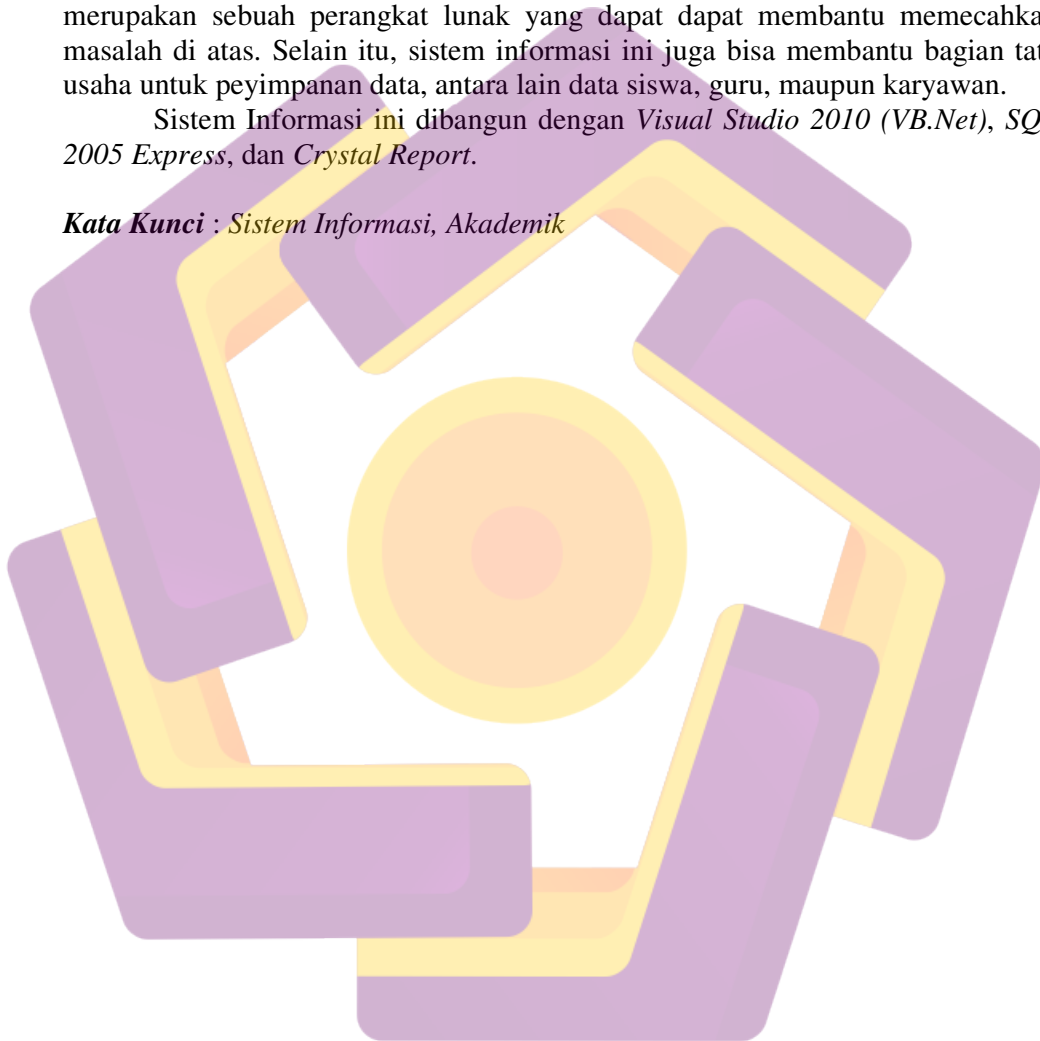 merupakan sebuah perangkat lunak yang dapat dapat membantu memecahka
masalah di atas. Selain itu, sistem informasi ini juga bisa membantu bagian tat
usaha untuk peyimpanan data, antara lain data siswa, guru, maupun karyawan.
Sistem Informasi ini dibangun dengan Visual Studio 2010 (VB.Net), SQ
2005 Express, dan Crystal Report.
Kata Kunci : Sistem Informasi, Akademik